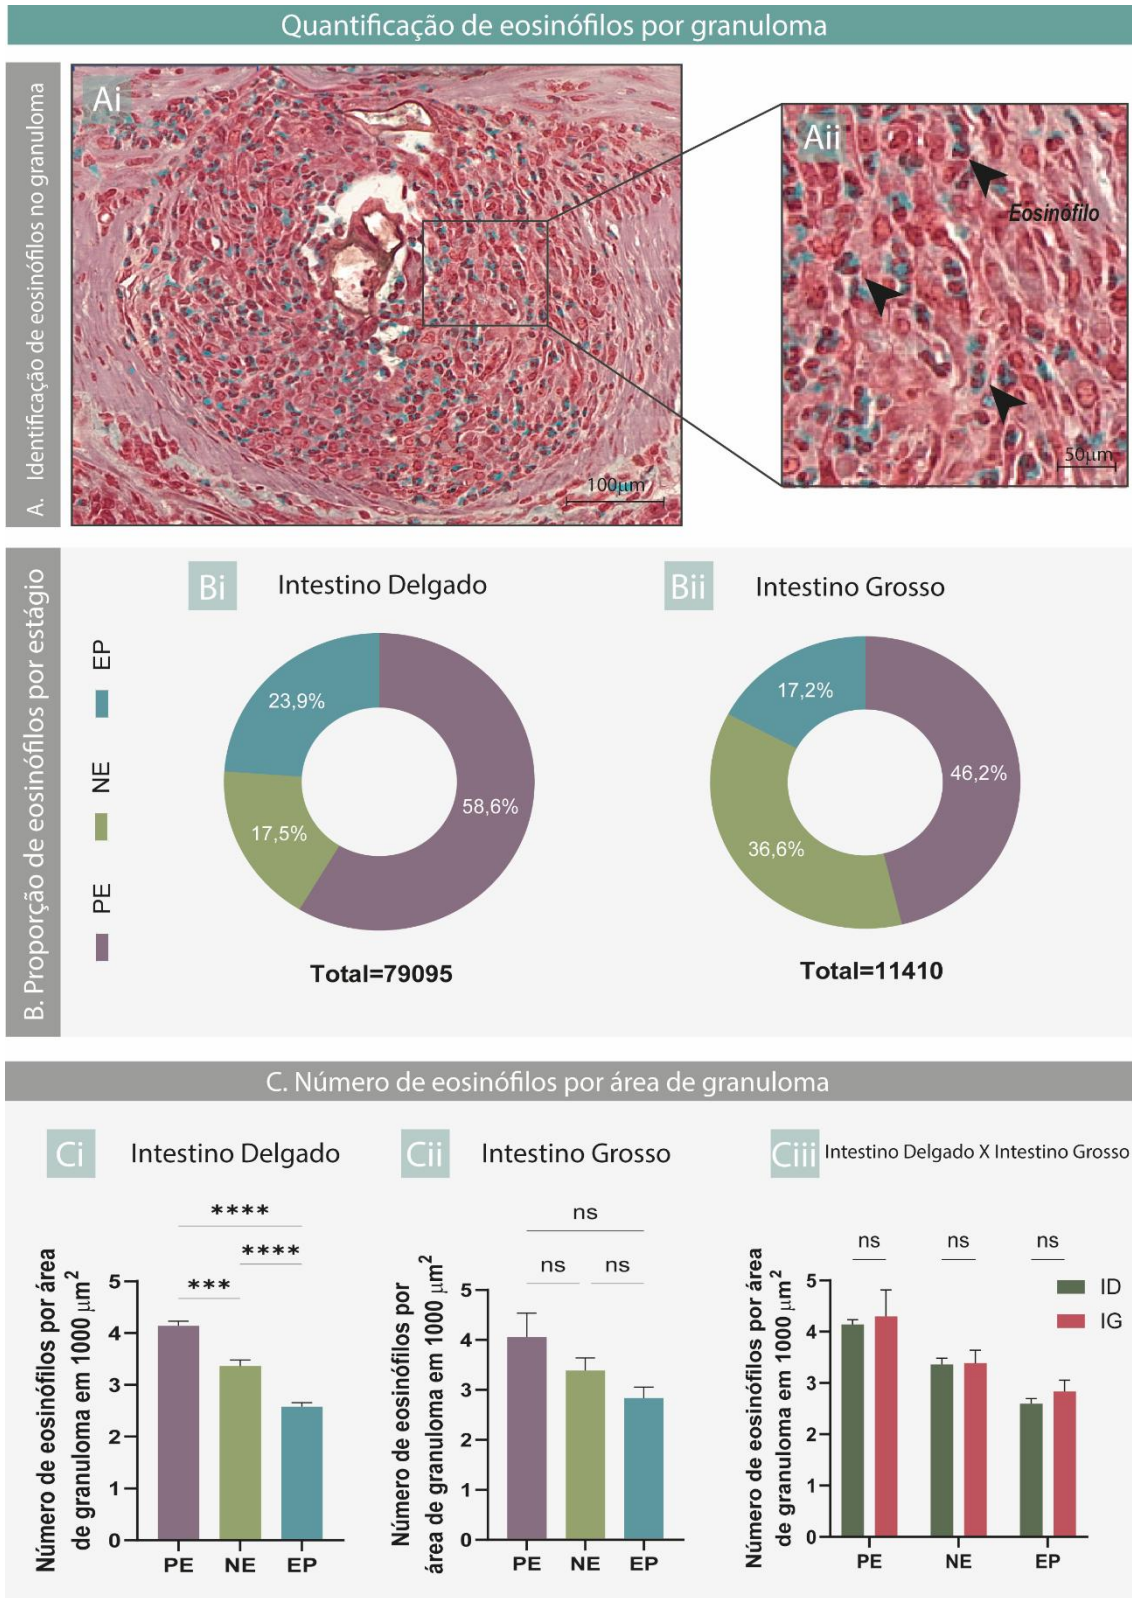 Quantificação de eosinófilos por granuloma
A. Identificação de eosinófilos no granuloma
Ai
100µm
Aii
Eosinófilo
50µm
B. Proporção de eosinófilos por estágio
EP
NE
PE
Bi
Intestino Delgado
23,9%
17,5%
58,6%
Total=79095
Bii
Intestino Grosso
17,2%
36,6%
46,2%
Total=11410
C. Número de eosinófilos por área de granuloma
Ci
Intestino Delgado
****
****
***
Número de eosinófilos por área
de granuloma em 1000 µm²
5
4
3
2
1
0
PE NE EP
Cii
Intestino Grosso
ns
ns ns
Número de eosinófilos por
área de granuloma em 1000 µm²
5
4
3
2
1
0
PE NE EP
Ciii
Intestino Delgado X Intestino Grosso
ns ns ns
Número de eosinófilos por área
de granuloma em 1000 µm²
5
4
3
2
1
0
PE NE EP
ID
IG